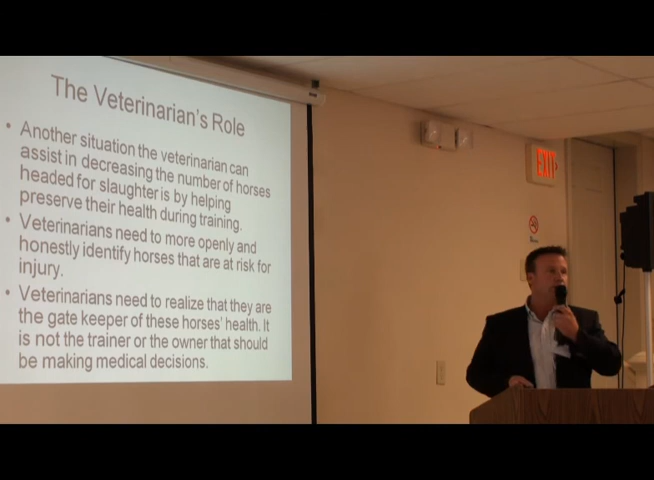 The Veterinarian's Role
• Another situation the veterinarian can
assist in decreasing the number of horses
headed for slaughter is by helping
preserve their health during training.
• Veterinarians need to more openly and
honestly identify horses that are at risk for
injury.
• Veterinarians need to realize that they are
the gate keeper of these horses' health. It
is not the trainer or the owner that should
be making medical decisions.
EXIT